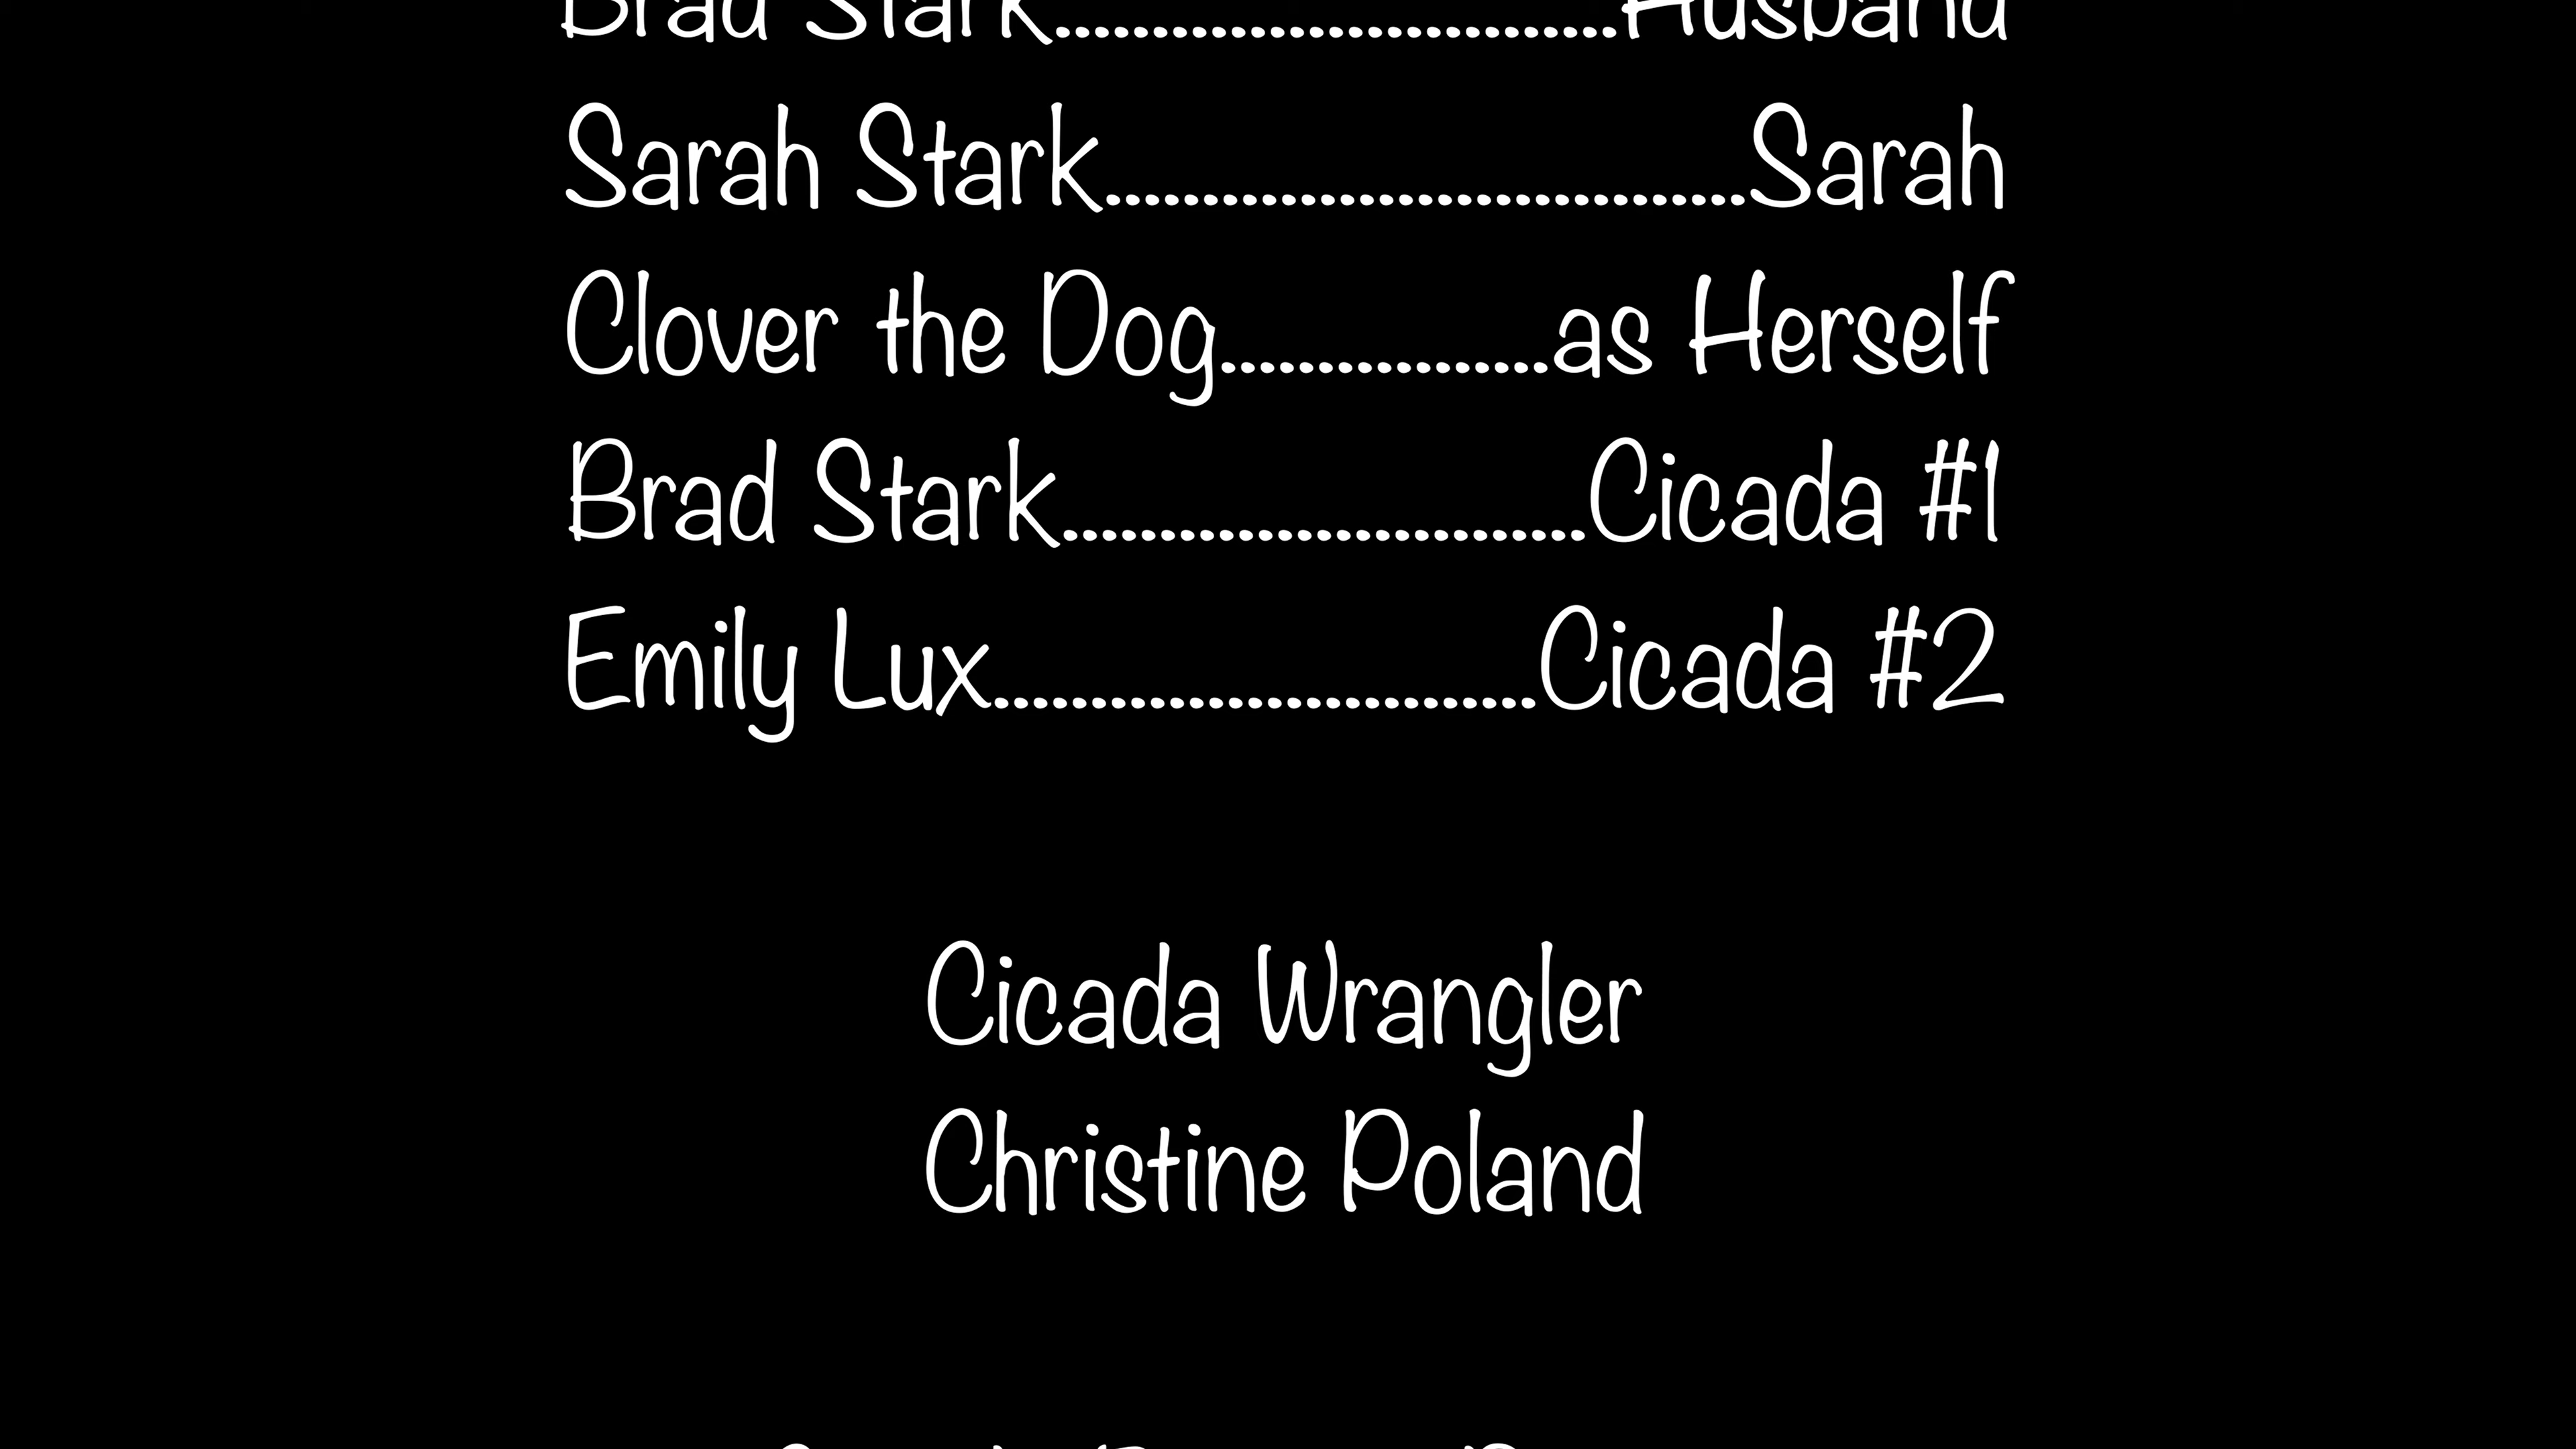 Brad Stark.............................Husband
Sarah Stark.................................Sarah
Clover the Dog.................as Herself
Brad Stark...........................Cicada #1
Emily Lux............................Cicada #2
Cicada Wrangler
Christine Poland